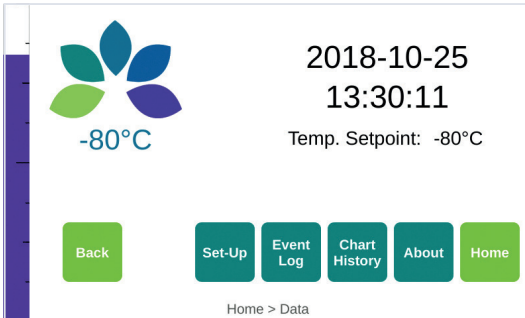 2018-10-25
13:30:11
-80°C
Temp. Setpoint: -80°C
Back
Set-Up
Event
Log
Chart
History
About
Home
Home > Data